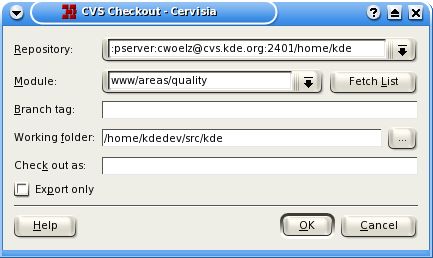 CVS Checkout - Cervisia
Repository: :pserver:cwoelz@cvs.kde.org:2401/home/kde
Module: www/areas/quality Fetch List
Branch tag:
Working folder: /home/kdedev/src/kde ...
Check out as:
Export only
Help OK Cancel